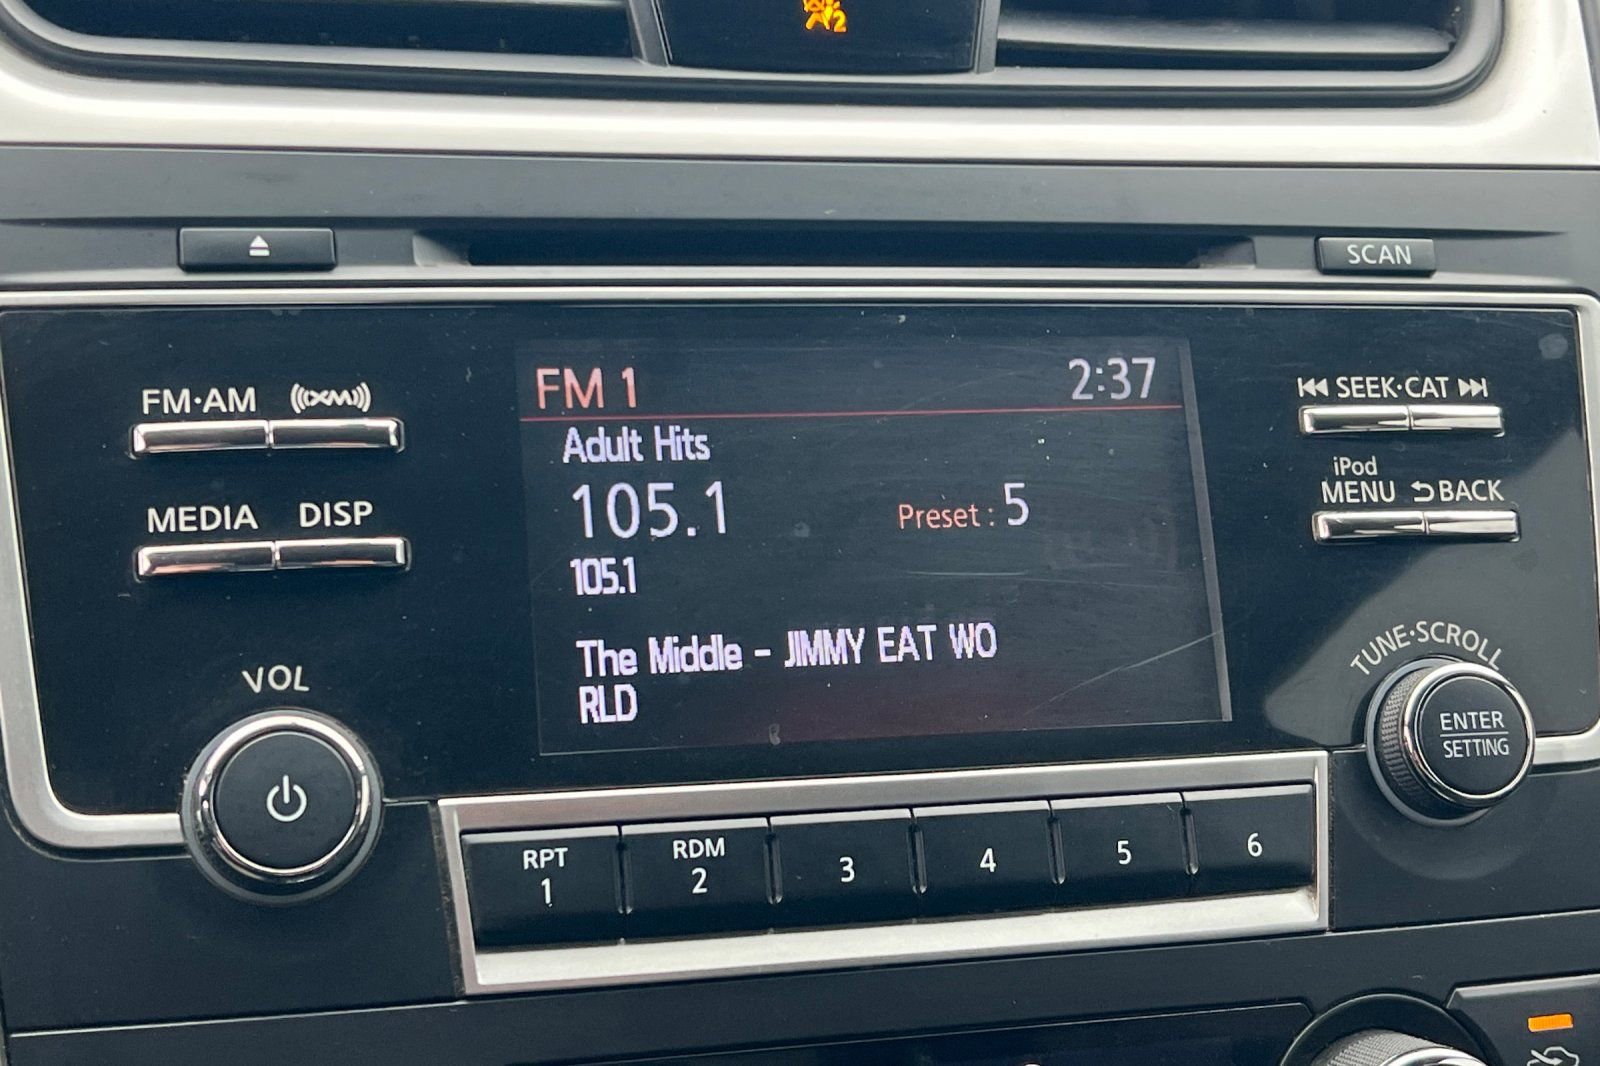 2
SCAN
FM·AM
XM
FM 1
2:37
SEEK·CAT
Adult Hits
iPod
MENU
BACK
105.1
Preset : 5
MEDIA
DISP
105.1
The Middle - JIMMY EAT WO
RLD
TUNE·SCROLL
VOL
ENTER
SETTING
RPT
1
RDM
2
3
4
5
6